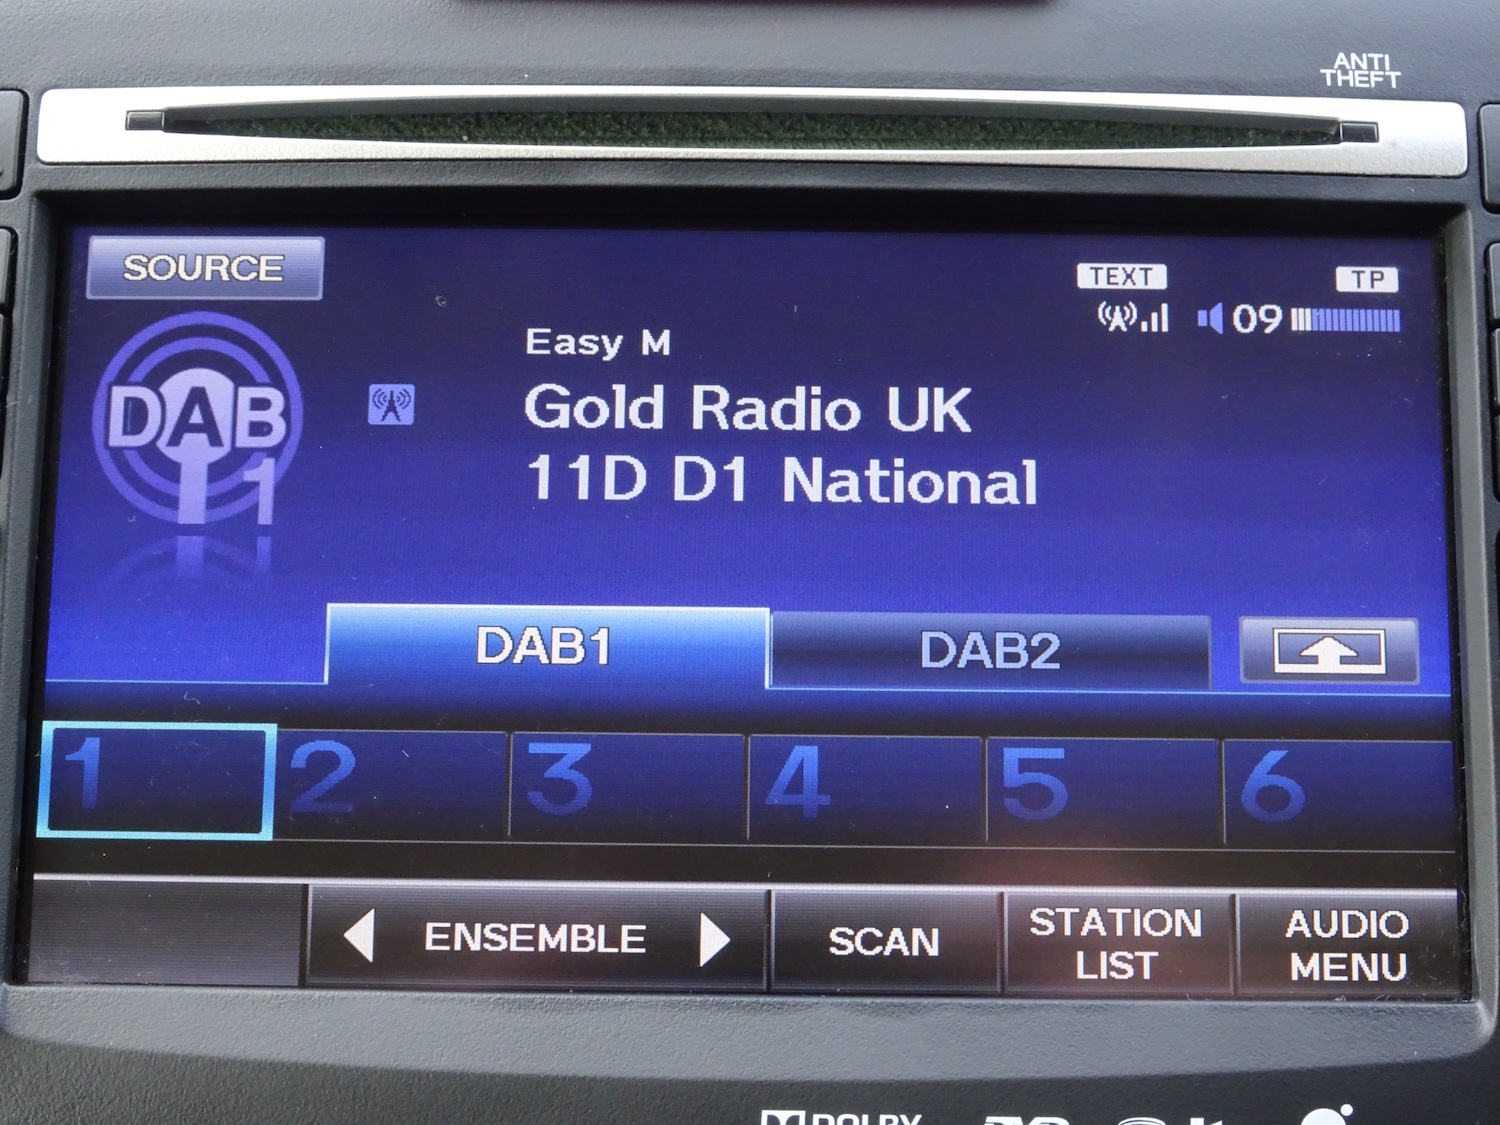 ANTI
THEFT
SOURCE
TEXT
TP
09
DAB
1
Easy M
Gold Radio UK
11D D1 National
DAB1
DAB2
1
2
3
4
5
6
ENSEMBLE
SCAN
STATION
LIST
AUDIO
MENU
DOLBY